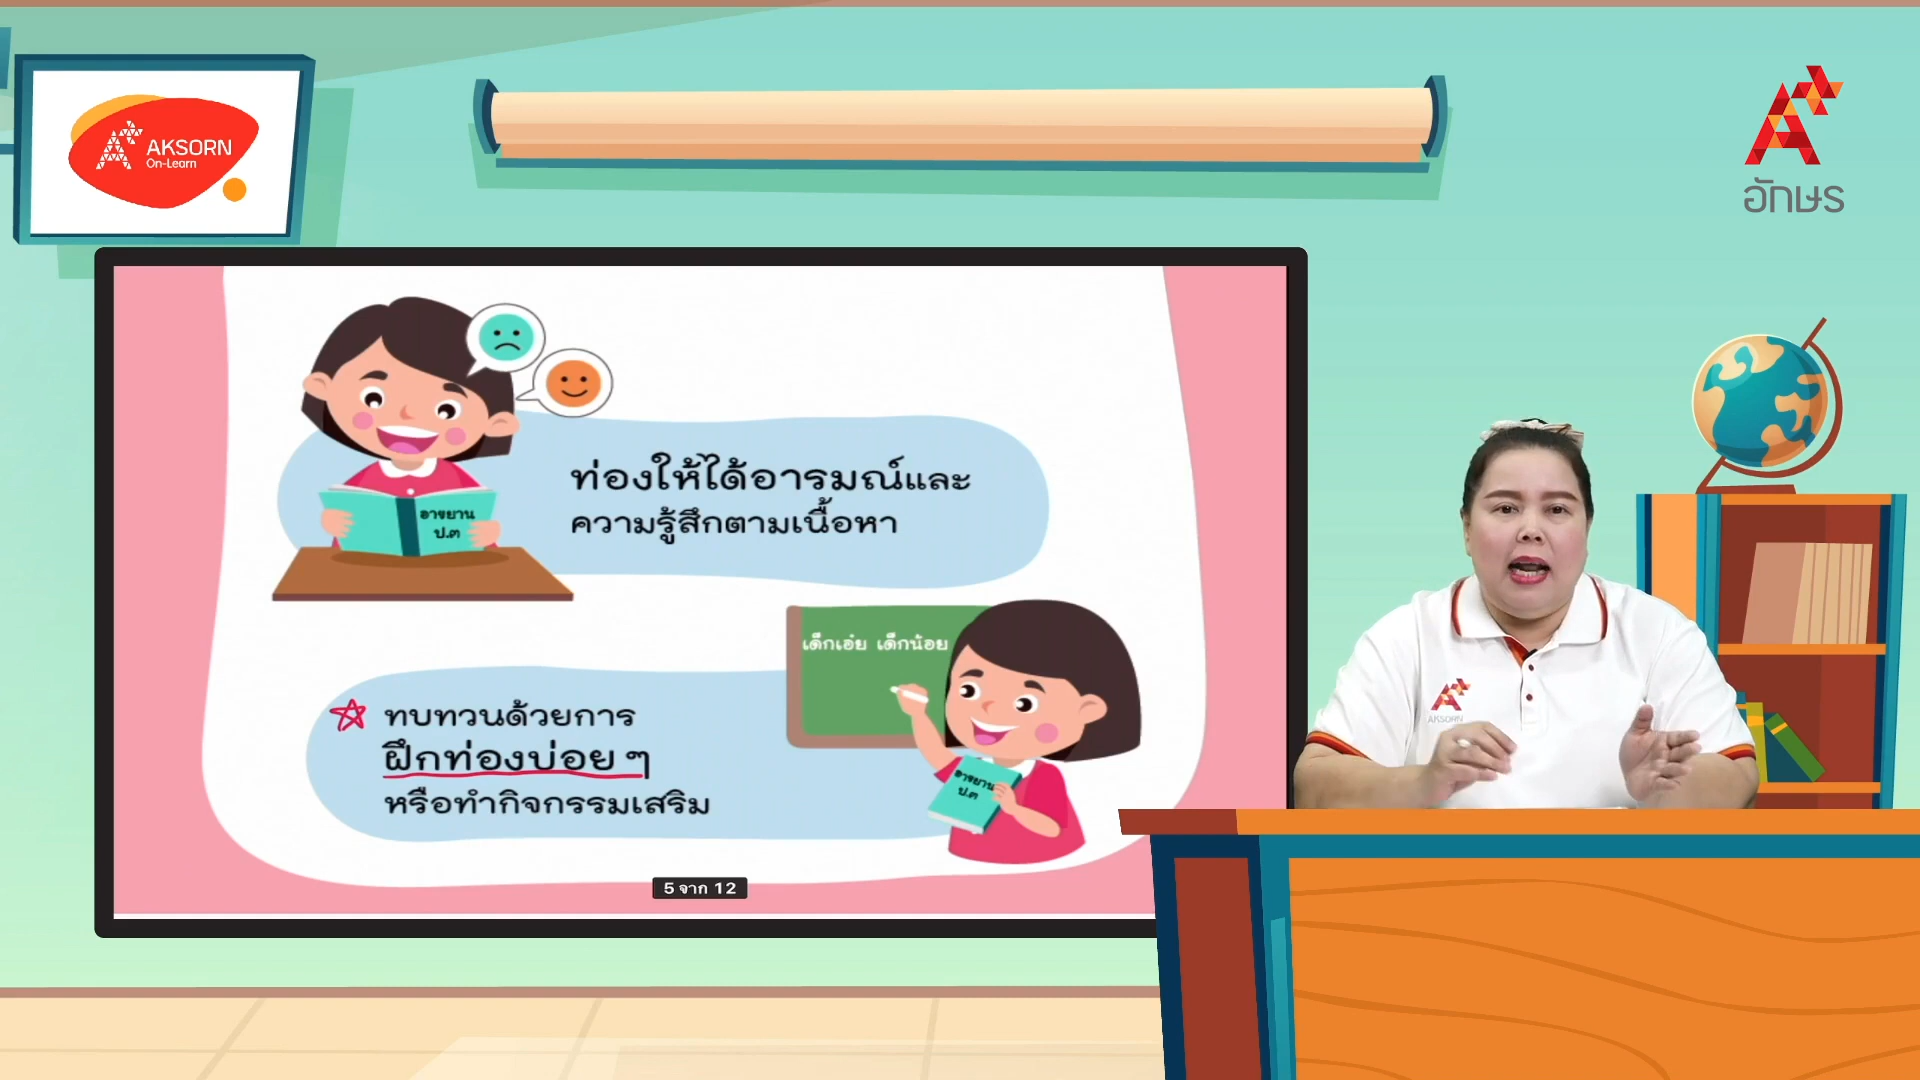 AKSORN
On-Learn
อักษร
ท่องให้ได้อารมณ์และ
ความรู้สึกตามเนื้อหา
อาขยาน
ป.๓
เด็กเอ๋ย เด็กน้อย
ทบทวนด้วยการ
ฝึกท่องบ่อย ๆ
หรือทำกิจกรรมเสริม
อาขยาน
ป.๓
5 จาก 12
AKSORN